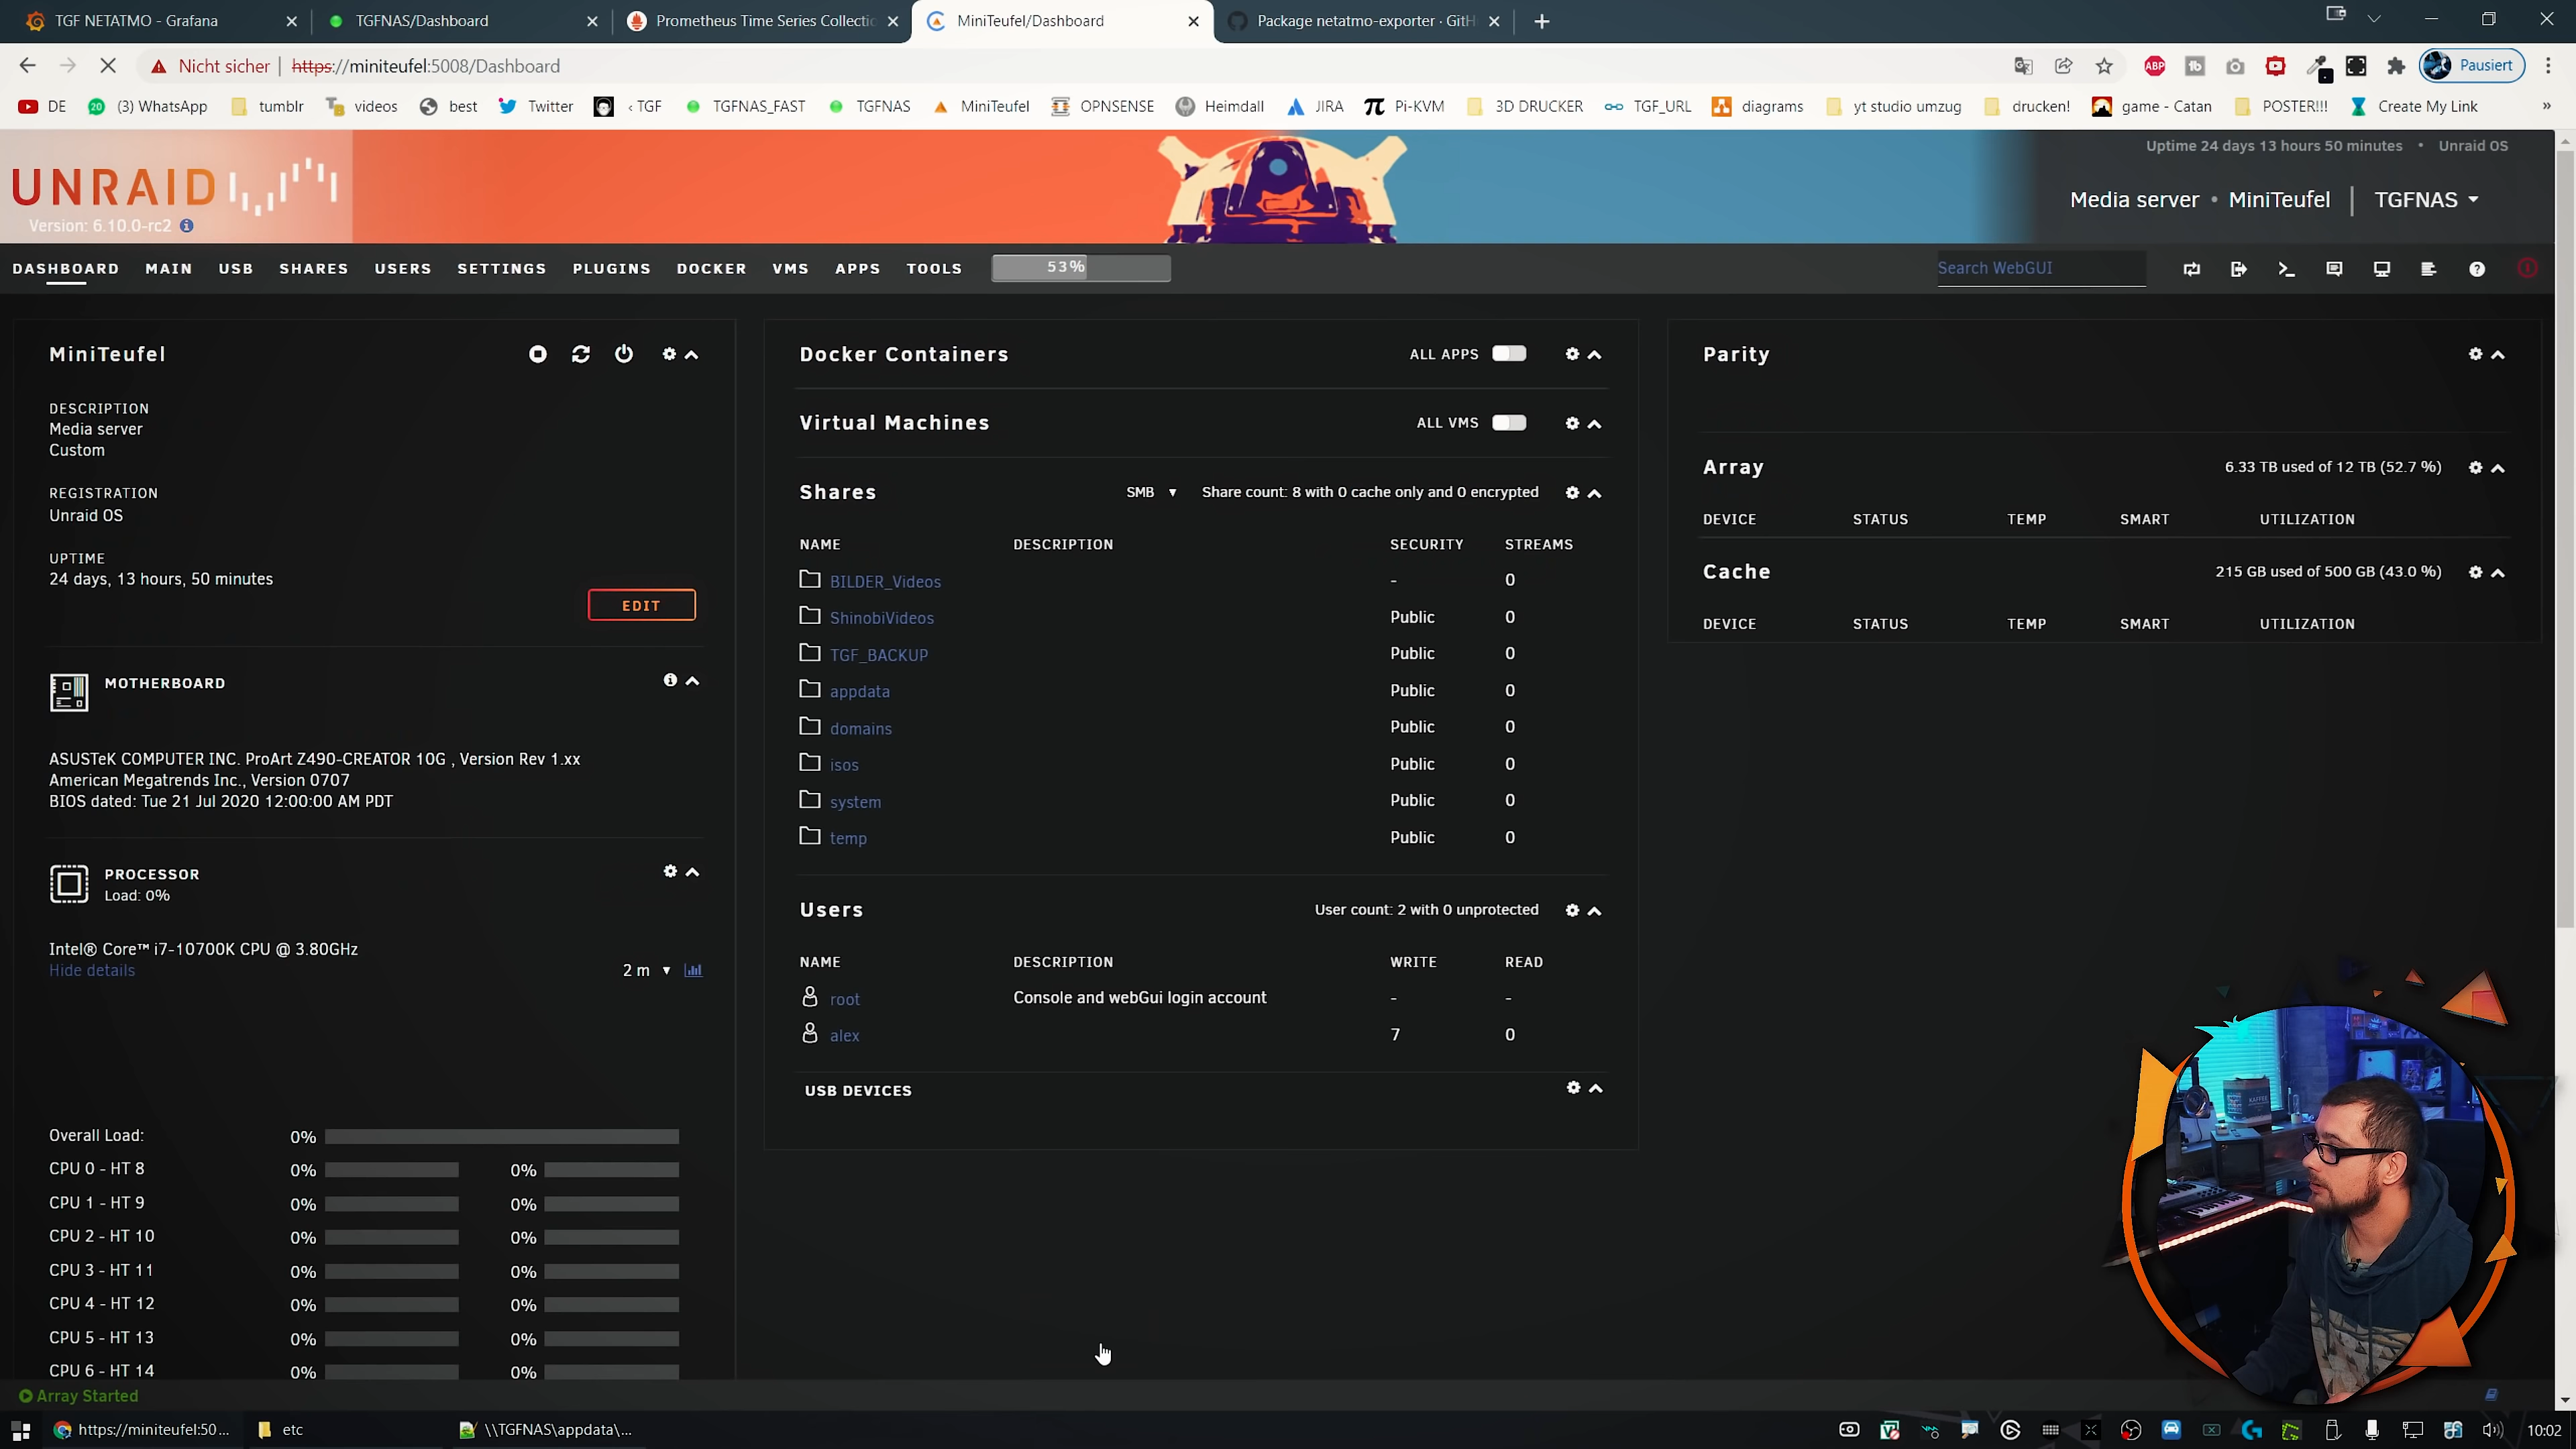 TGF NETATMO - Grafana
TGFNAS/Dashboard
Prometheus Time Series Collectic
MiniTeufel/Dashboard
Package netatmo-exporter · GitH
Nicht sicher
https://miniteufel:5008/Dashboard
ABP
Pausiert
DE
20
(3) WhatsApp
tumblr
videos
best
Twitter
‹ TGF
TGFNAS_FAST
TGFNAS
MiniTeufel
OPNSENSE
Heimdall
JIRA
Pi-KVM
3D DRUCKER
TGF_URL
diagrams
yt studio umzug
drucken!
game - Catan
POSTER!!!
Create My Link
»
UNRAID
Version: 6.10.0-rc2
Uptime 24 days 13 hours 50 minutes • Unraid OS
Media server • MiniTeufel | TGFNAS
DASHBOARD MAIN USB SHARES USERS SETTINGS PLUGINS DOCKER VMS APPS TOOLS
53%
Search WebGUI
MiniTeufel
DESCRIPTION
Media server
Custom
REGISTRATION
Unraid OS
UPTIME
24 days, 13 hours, 50 minutes
EDIT
MOTHERBOARD
ASUSTeK COMPUTER INC. ProArt Z490-CREATOR 10G , Version Rev 1.xx
American Megatrends Inc., Version 0707
BIOS dated: Tue 21 Jul 2020 12:00:00 AM PDT
PROCESSOR
Load: 0%
Intel® Core™ i7-10700K CPU @ 3.80GHz
Hide details
2 m
Overall Load: 0%
CPU 0 - HT 8 0% 0%
CPU 1 - HT 9 0% 0%
CPU 2 - HT 10 0% 0%
CPU 3 - HT 11 0% 0%
CPU 4 - HT 12 0% 0%
CPU 5 - HT 13 0% 0%
CPU 6 - HT 14 0% 0%
Docker Containers
ALL APPS
Virtual Machines
ALL VMS
Shares
SMB
Share count: 8 with 0 cache only and 0 encrypted
NAME DESCRIPTION SECURITY STREAMS
BILDER_Videos - 0
ShinobiVideos Public 0
TGF_BACKUP Public 0
appdata Public 0
domains Public 0
isos Public 0
system Public 0
temp Public 0
Users
User count: 2 with 0 unprotected
NAME DESCRIPTION WRITE READ
root Console and webGui login account - -
alex 7 0
USB DEVICES
Parity
Array
6.33 TB used of 12 TB (52.7 %)
DEVICE STATUS TEMP SMART UTILIZATION
Cache
215 GB used of 500 GB (43.0 %)
DEVICE STATUS TEMP SMART UTILIZATION
KAFFEE
Array Started
https://miniteufel:50...
etc
\\TGFNAS\appdata\...
10:02